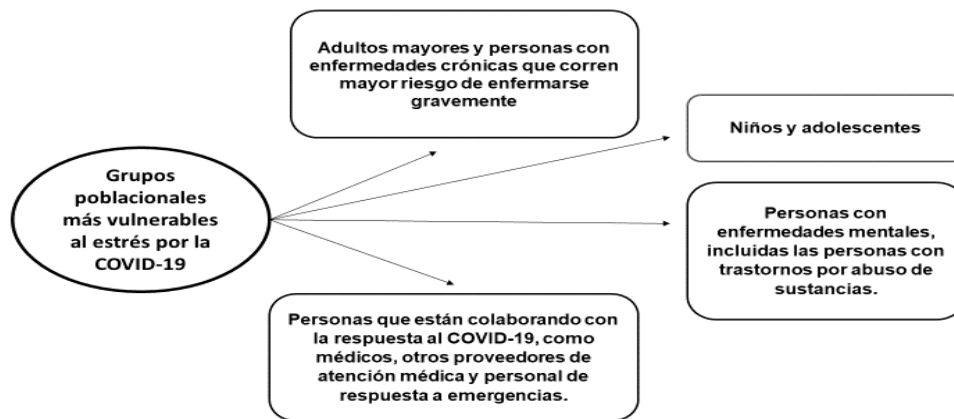 Grupos
poblacionales
más vulnerables
al estrés por la
COVID-19
Adultos mayores y personas con
enfermedades crónicas que corren
mayor riesgo de enfermarse
gravemente
Niños y adolescentes
Personas con
enfermedades mentales,
incluidas las personas con
trastornos por abuso de
sustancias.
Personas que están colaborando con
la respuesta al COVID-19, como
médicos, otros proveedores de
atención médica y personal de
respuesta a emergencias.